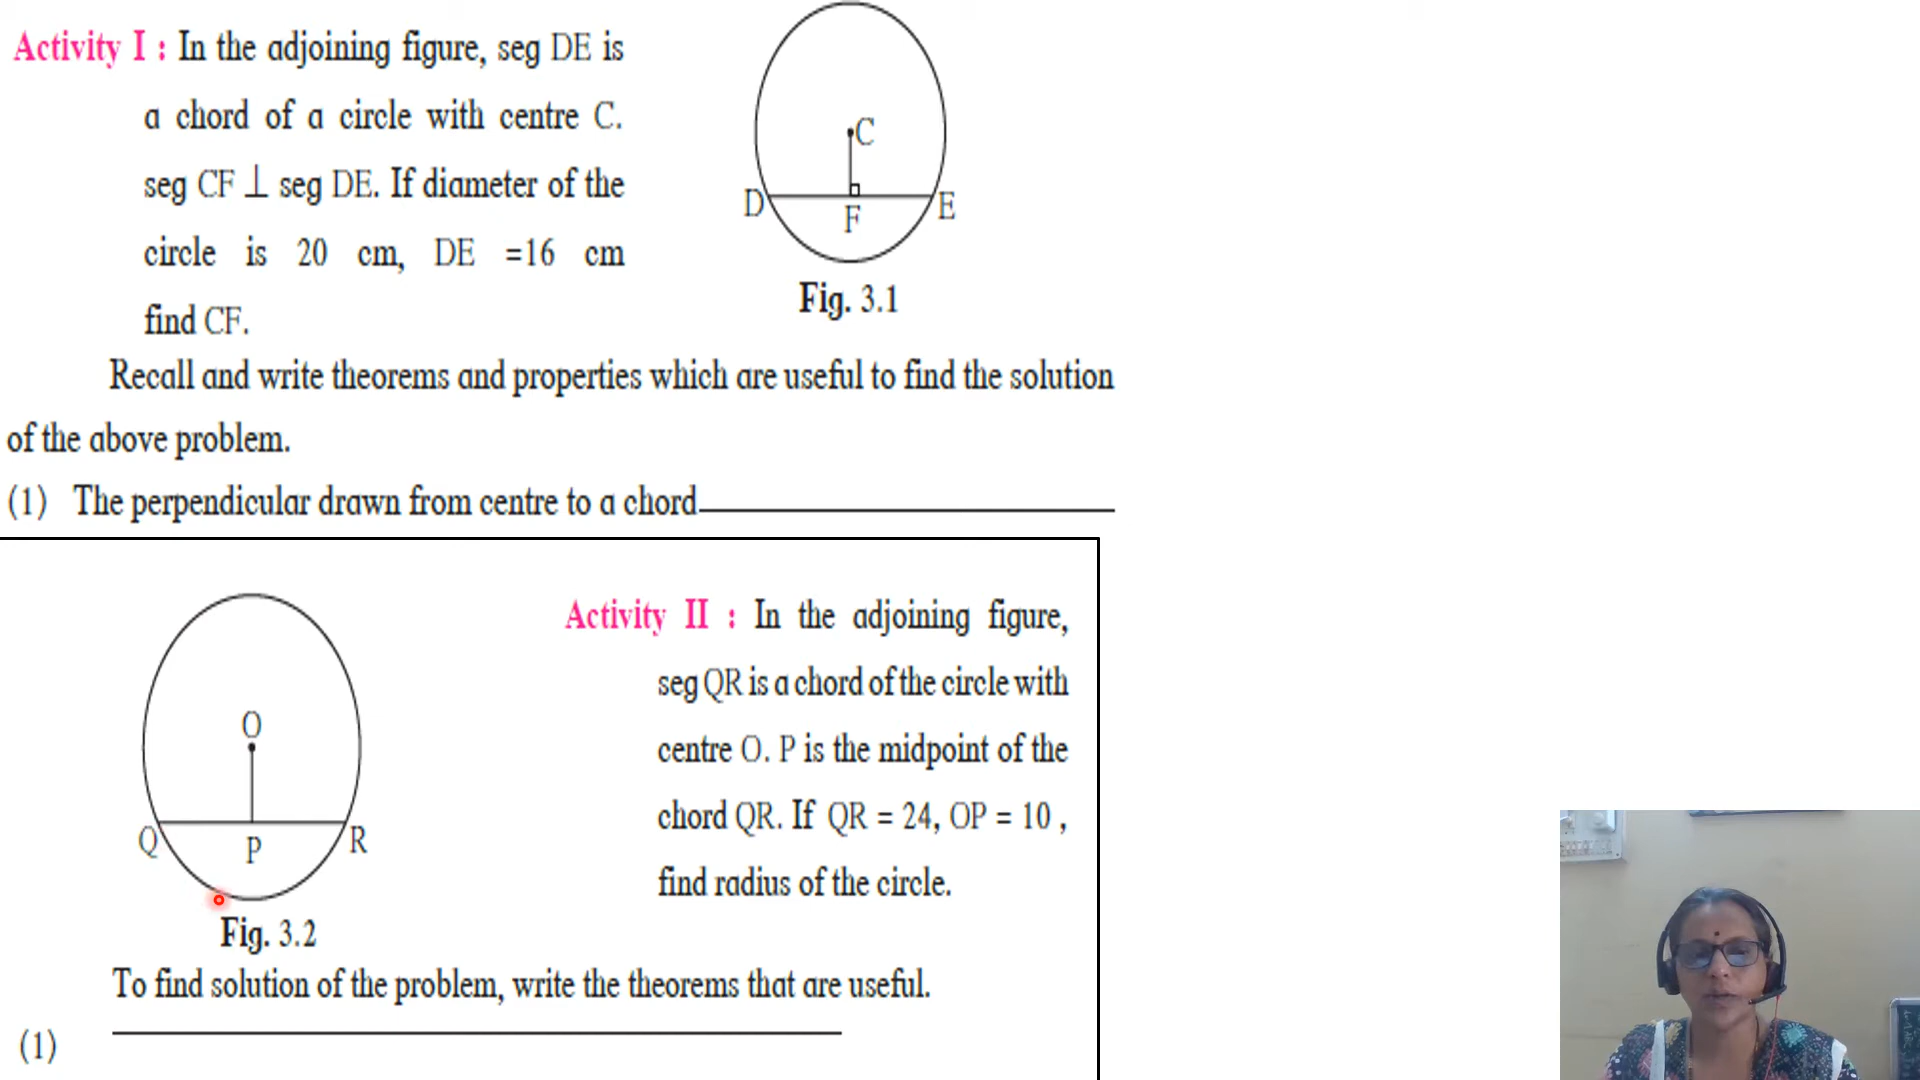 Activity I : In the adjoining figure, seg DE is
a chord of a circle with centre C.
seg CF ⊥ seg DE. If diameter of the
circle is 20 cm, DE =16 cm
find CF.
C
D
F
E
Fig. 3.1
Recall and write theorems and properties which are useful to find the solution
of the above problem.
(1) The perpendicular drawn from centre to a chord
O
Q
P
R
Fig. 3.2
Activity II : In the adjoining figure,
seg QR is a chord of the circle with
centre O. P is the midpoint of the
chord QR. If QR = 24, OP = 10 ,
find radius of the circle.
To find solution of the problem, write the theorems that are useful.
(1)